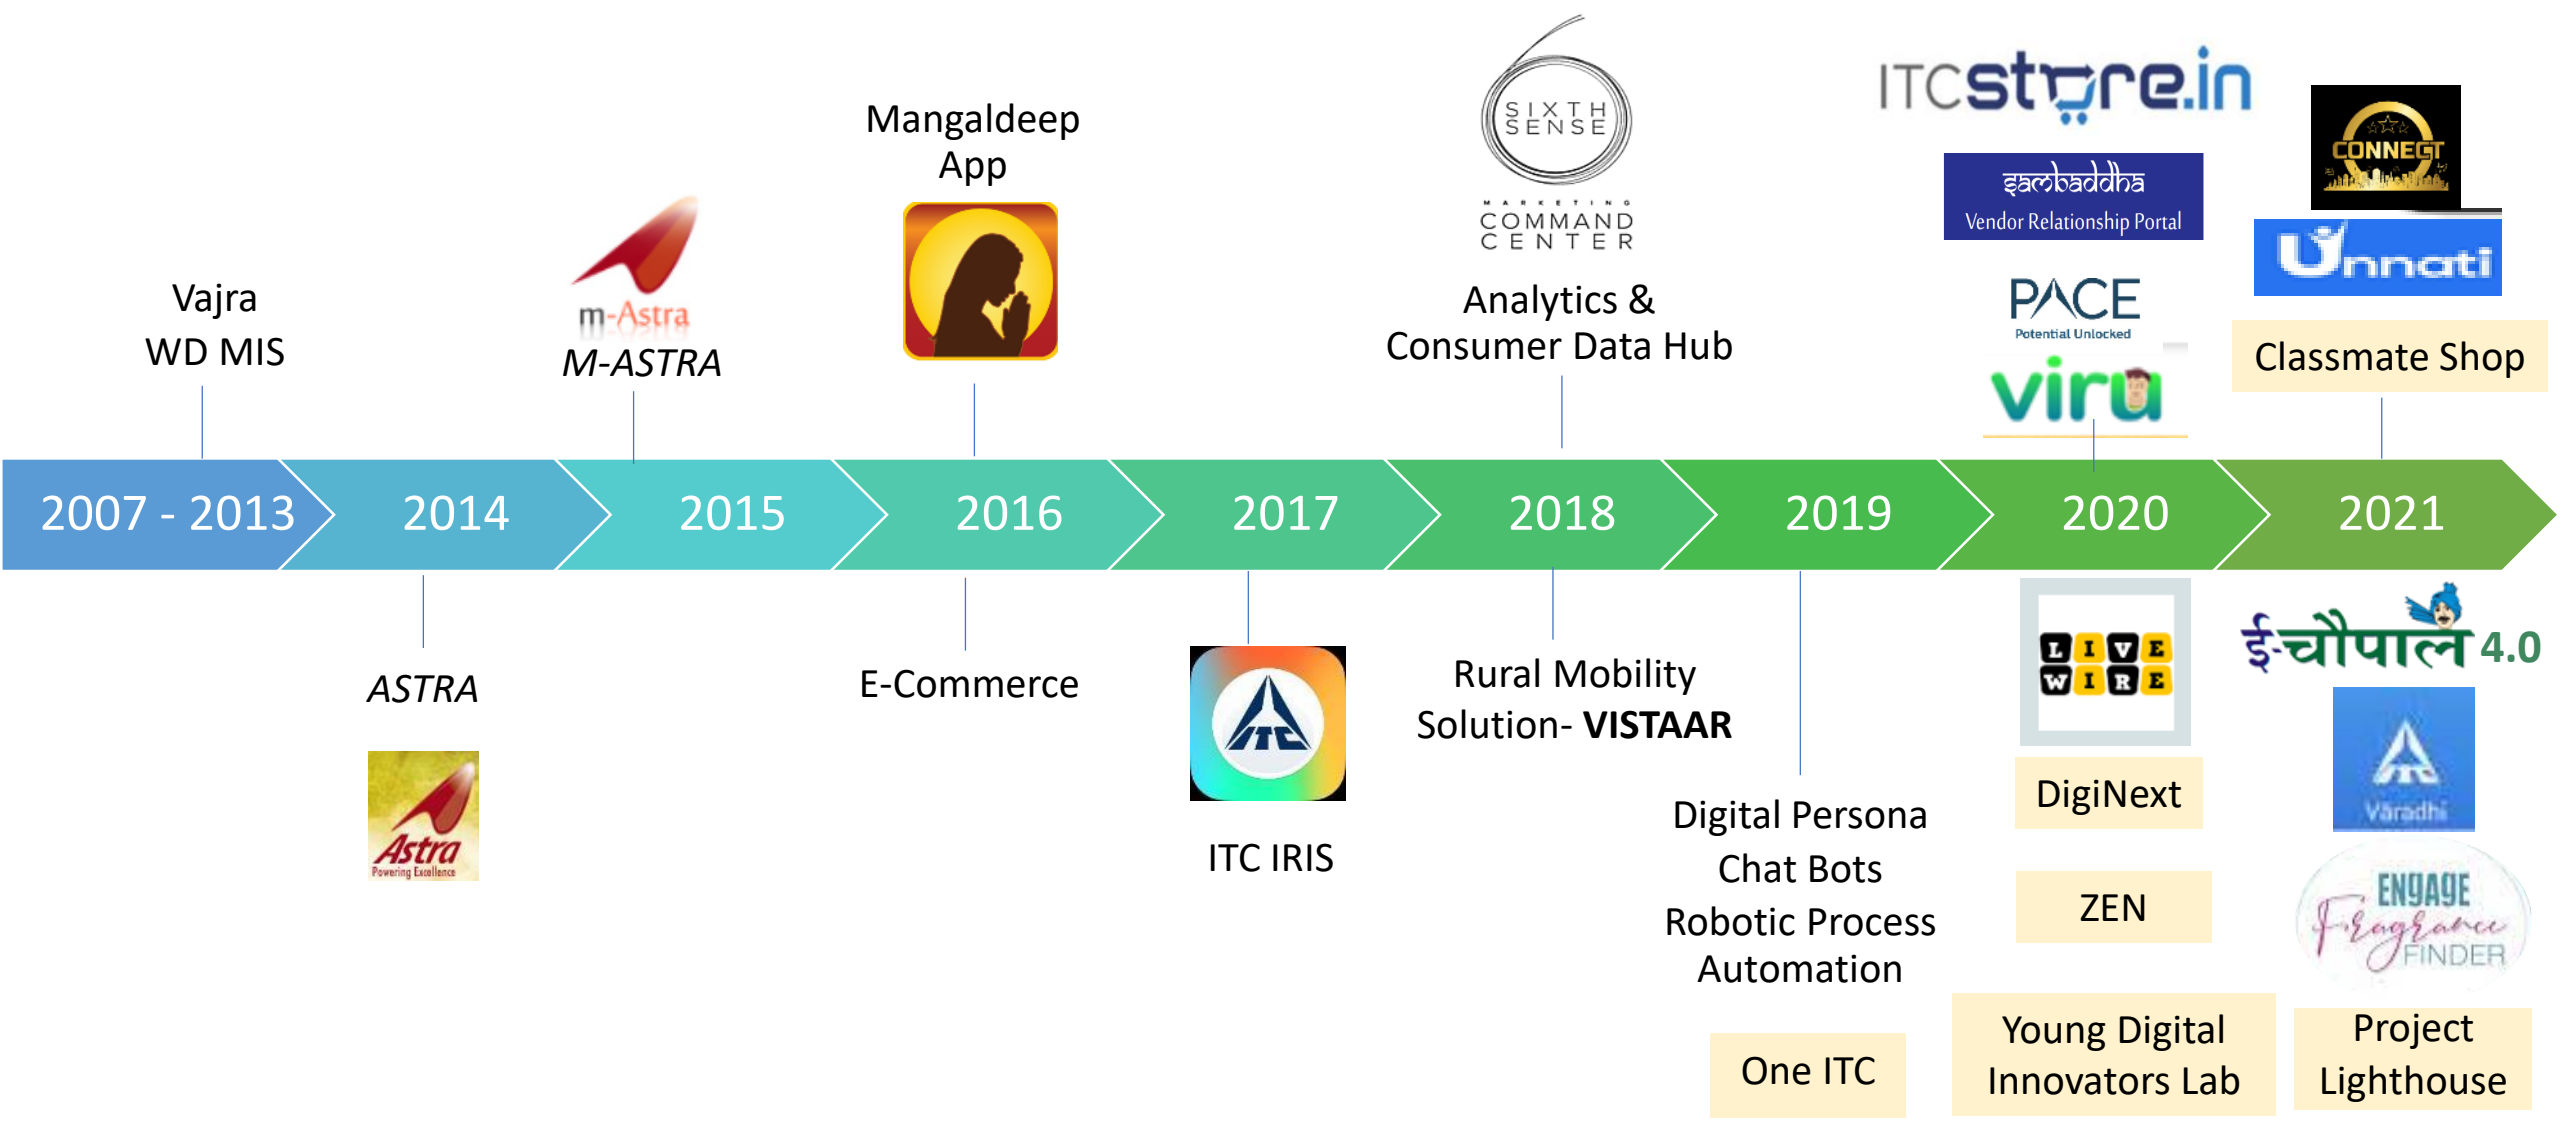 Vajra
WD MIS
m-Astra
M-ASTRA
Mangaldeep
App
SIXTH
SENSE
MARKETING
COMMAND
CENTER
Analytics &
Consumer Data Hub
ITCstore.in
sambaddha
Vendor Relationship Portal
PACE
Potential Unlocked
viru
CONNECT
Unnati
Classmate Shop
2007 - 2013
2014
2015
2016
2017
2018
2019
2020
2021
ASTRA
Astra
Powering Excellence
E-Commerce
ITC
ITC IRIS
Rural Mobility
Solution- VISTAAR
Digital Persona
Chat Bots
Robotic Process
Automation
One ITC
LIVE
WIRE
DigiNext
ZEN
Young Digital
Innovators Lab
ई-चौपाल 4.0
ITC
Vāradhi
ENGAGE
Fragrance
FINDER
Project
Lighthouse